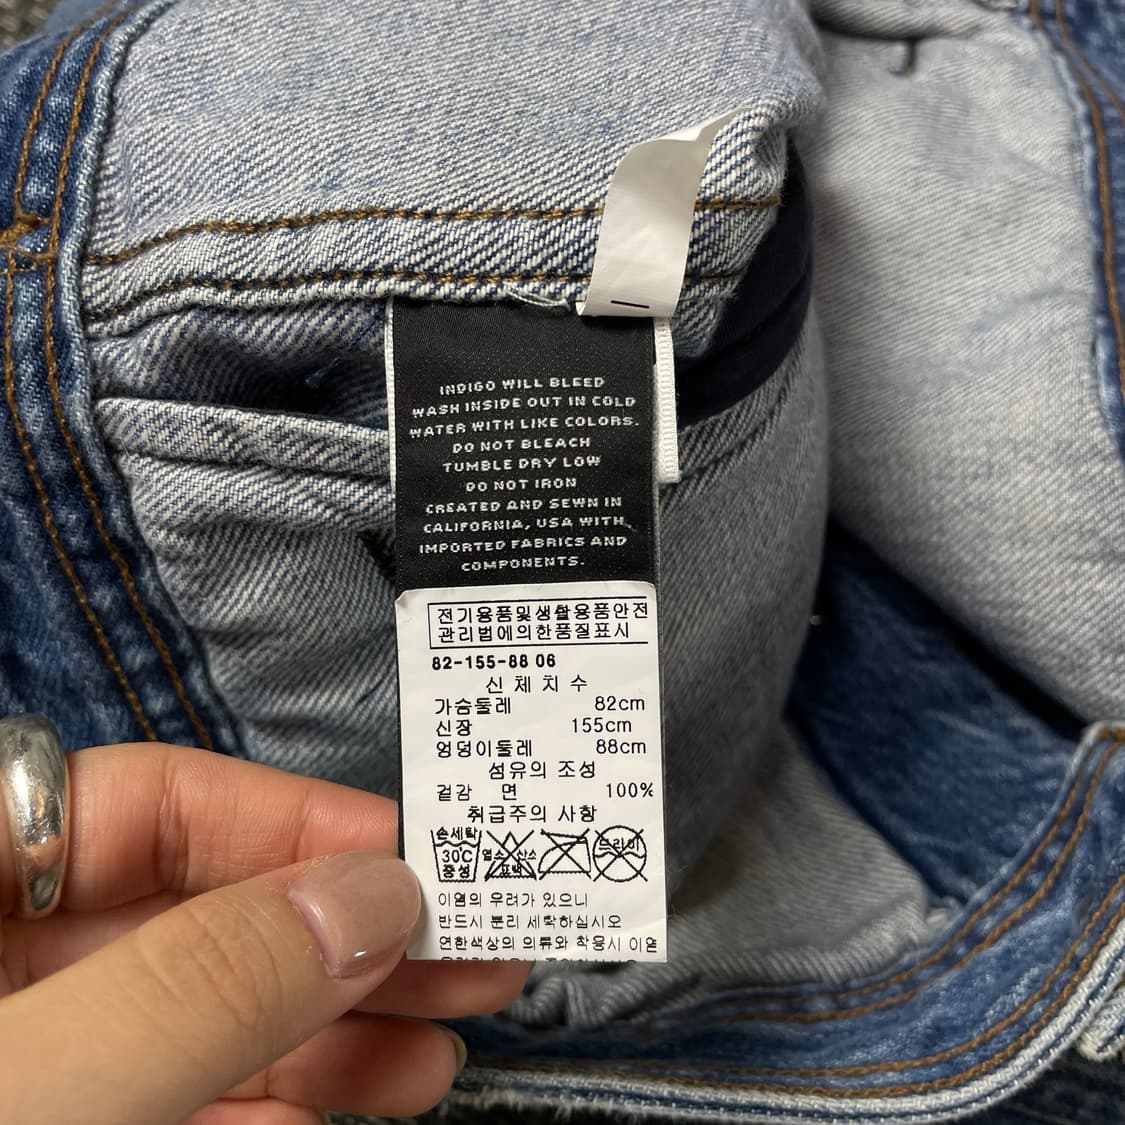 INDIGO WILL BLEED
WASH INSIDE OUT IN COLD
WATER WITH LIKE COLORS.
DO NOT BLEACH
TUMBLE DRY LOW
DO NOT IRON
CREATED AND SEWN IN
CALIFORNIA, USA WITH
IMPORTED FABRICS AND
COMPONENTS.
전기용품및생활용품안전
관리법에의한품질표시
82-155-88 06
신체치수
가슴둘레 82cm
신장 155cm
엉덩이둘레 88cm
섬유의 조성
겉감 면 100%
취급주의 사항
손세탁
30℃
중성
염소 산소
표백
드라이
이염의 우려가 있으니
반드시 분리 세탁하십시오
연한색상의 의류와 착용시 이염